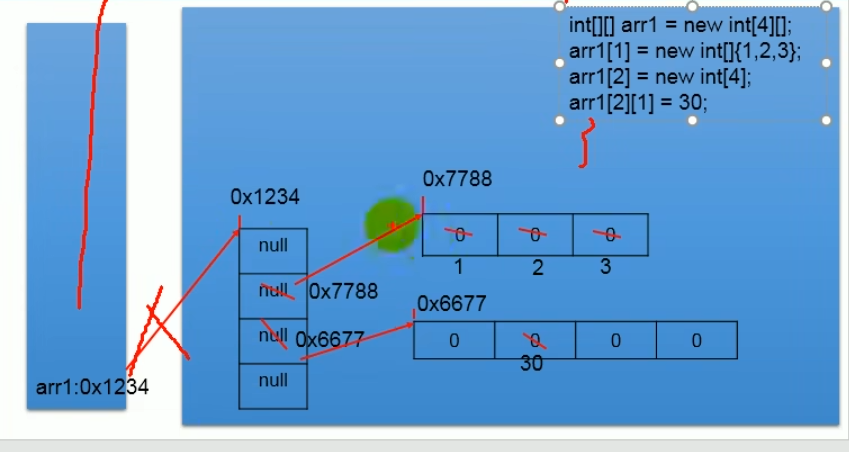 int[][] arr1 = new int[4][];
arr1[1] = new int[]{1,2,3};
arr1[2] = new int[4];
arr1[2][1] = 30;
0x7788
0x1234
0 0 0
null
1 2 3
null 0x7788
0x6677
null 0x6677
0 0 0 0
30
null
arr1:0x1234